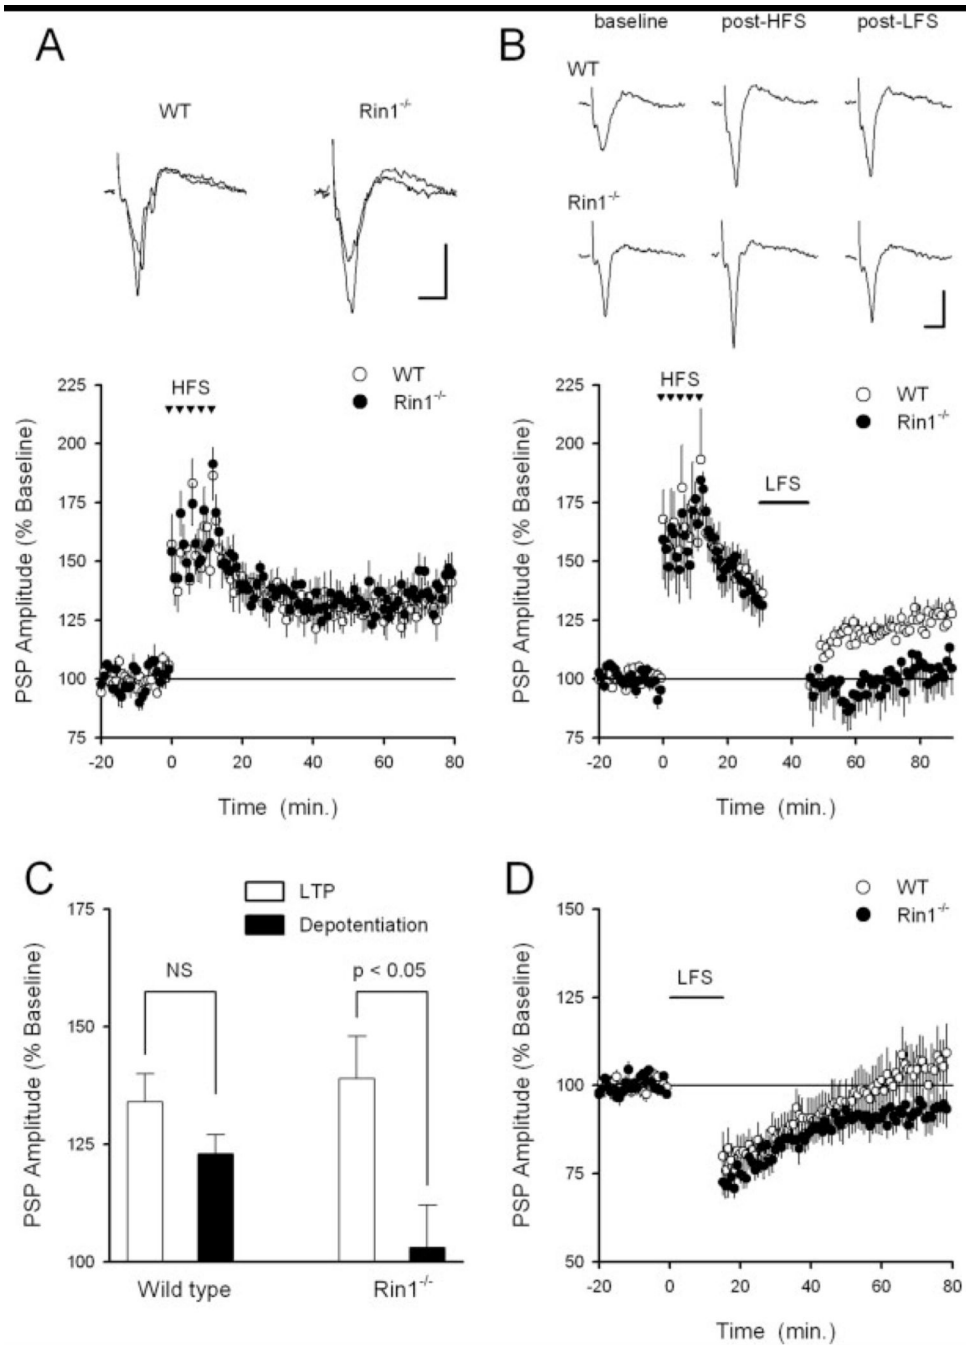 A
WT
Rin1-/-
B
baseline post-HFS post-LFS
WT
Rin1-/-
PSP Amplitude (% Baseline)
225
200
175
150
125
100
75
HFS
WT
Rin1-/-
-20 0 20 40 60 80
Time (min.)
PSP Amplitude (% Baseline)
225
200
175
150
125
100
75
HFS
LFS
WT
Rin1-/-
-20 0 20 40 60 80
Time (min.)
C
LTP
Depotentiation
PSP Amplitude (% Baseline)
175
150
125
100
NS
p < 0.05
Wild type Rin1-/-
D
WT
Rin1-/-
PSP Amplitude (% Baseline)
150
125
100
75
50
LFS
-20 0 20 40 60 80
Time (min.)